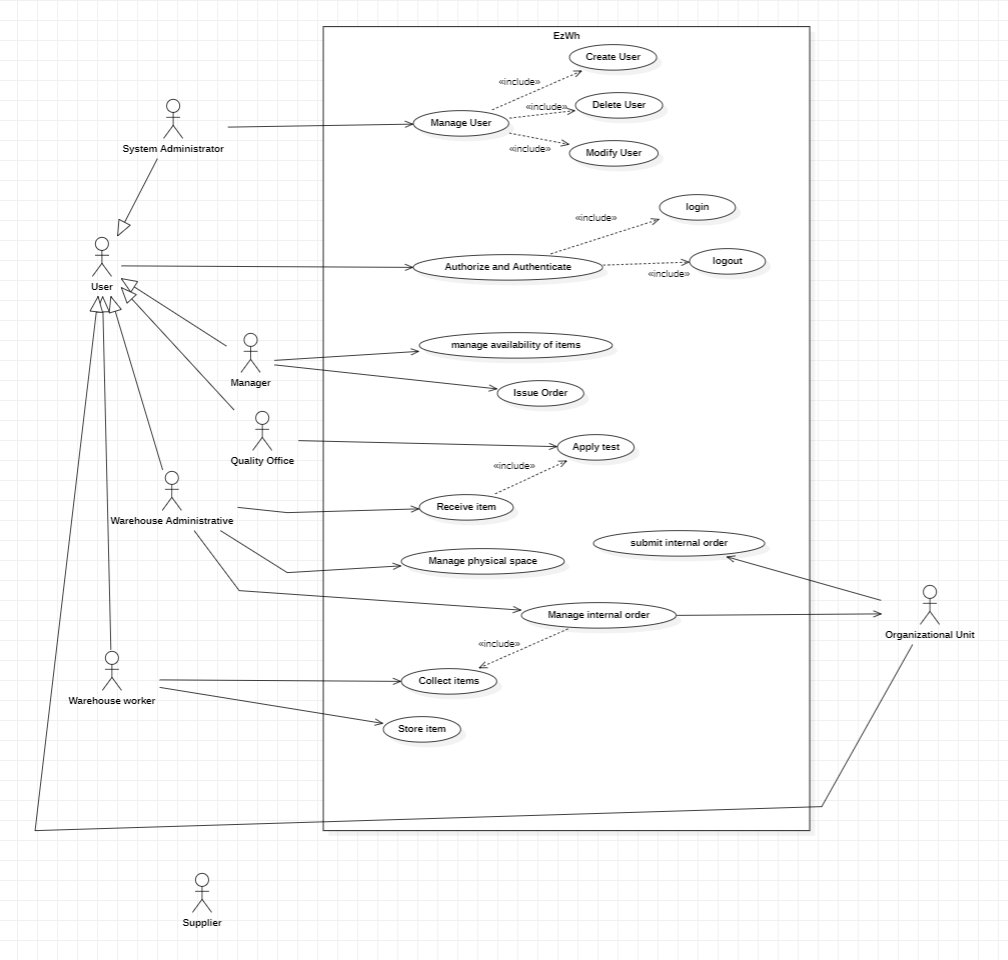 EzWh
Create User
«include»
«include»
Delete User
Manage User
System Administrator
«include»
Modify User
login
«include»
Authorize and Authenticate
logout
«include»
User
manage availability of items
Manager
Issue Order
Quality Office
Apply test
«include»
Receive item
Warehouse Administrative
submit internal order
Manage physical space
Manage internal order
Organizational Unit
«include»
Collect items
Warehouse worker
Store item
Supplier